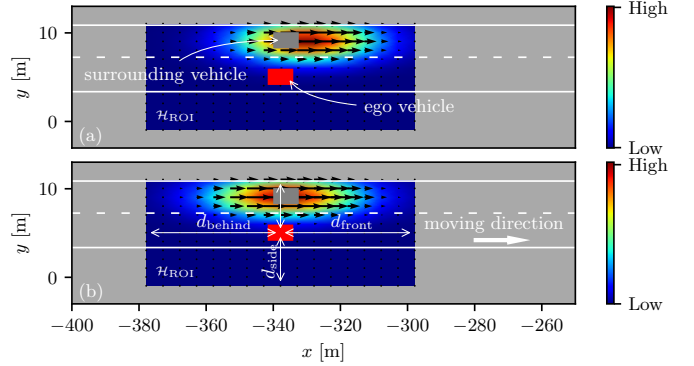 High
10
y [m]
surrounding vehicle
ego vehicle
ℋ_ROI
0
(a)
Low
High
10
d_behind
d_front
moving direction
y [m]
d_side
ℋ_ROI
0
(b)
Low
−400 −380 −360 −340 −320 −300 −280 −260
x [m]